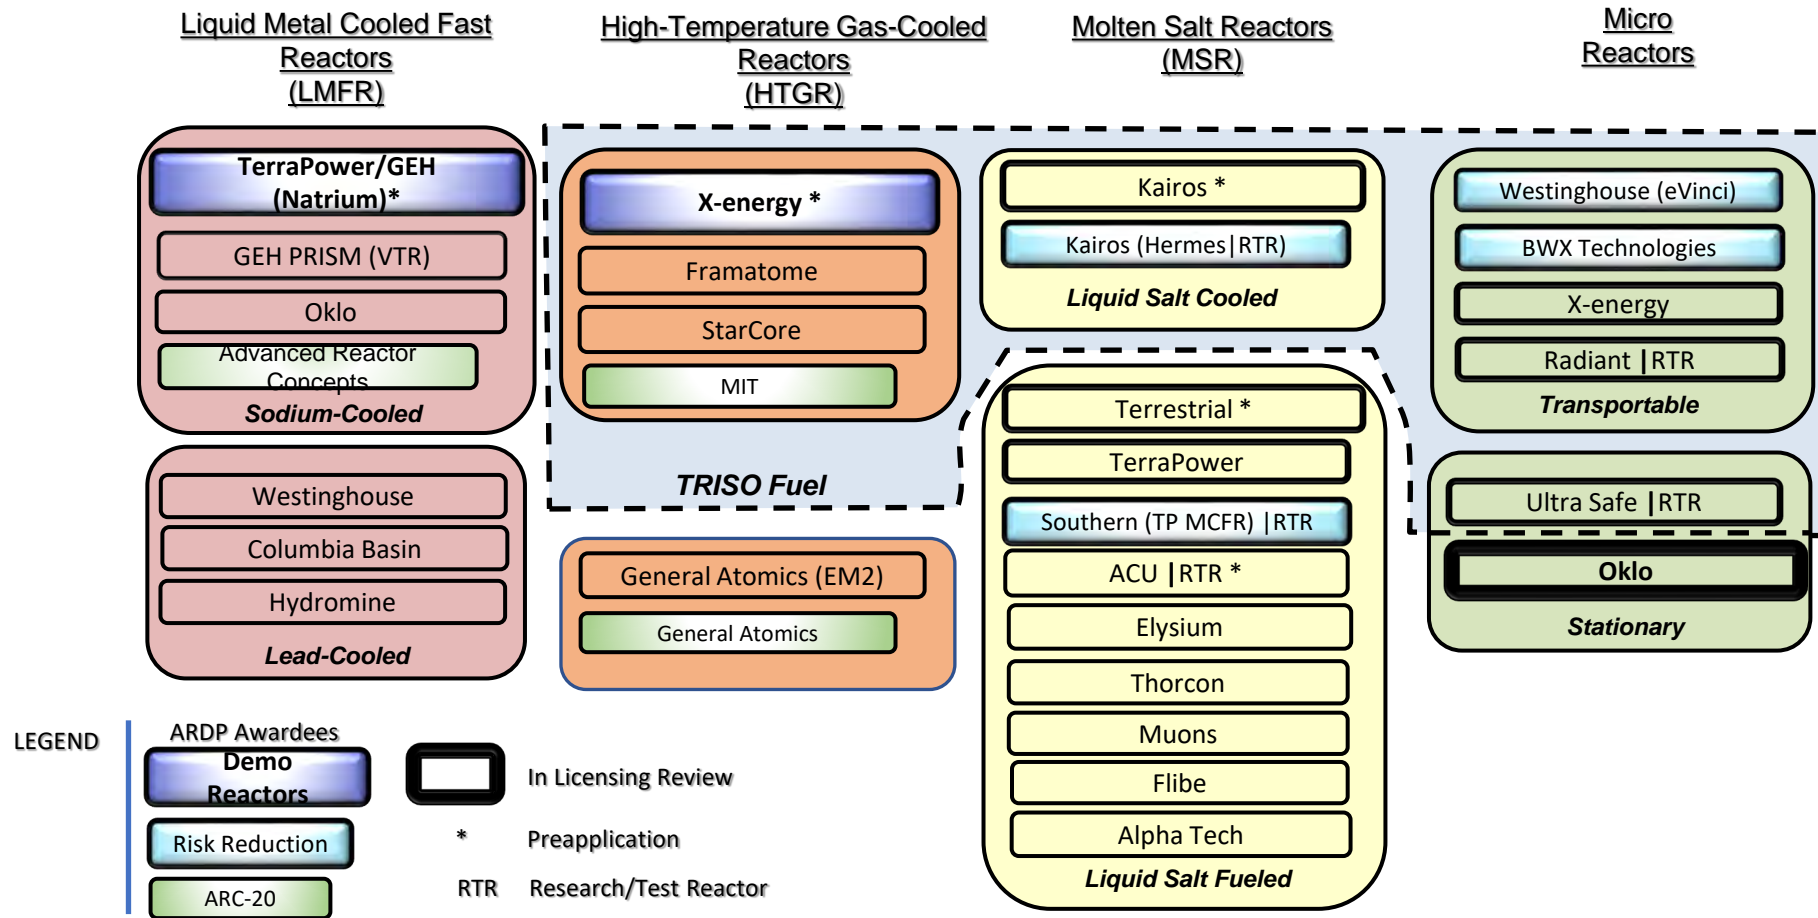 Liquid Metal Cooled Fast
Reactors
(LMFR)
High-Temperature Gas-Cooled
Reactors
(HTGR)
Molten Salt Reactors
(MSR)
Micro
Reactors
TerraPower/GEH
(Natrium)*
GEH PRISM (VTR)
Oklo
Advanced Reactor
Concepts
Sodium-Cooled
Westinghouse
Columbia Basin
Hydromine
Lead-Cooled
X-energy *
Framatome
StarCore
MIT
TRISO Fuel
General Atomics (EM2)
General Atomics
Kairos *
Kairos (Hermes|RTR)
Liquid Salt Cooled
Terrestrial *
TerraPower
Southern (TP MCFR) |RTR
ACU |RTR *
Elysium
Thorcon
Muons
Flibe
Alpha Tech
Liquid Salt Fueled
Westinghouse (eVinci)
BWX Technologies
X-energy
Radiant |RTR
Transportable
Ultra Safe |RTR
Oklo
Stationary
LEGEND
ARDP Awardees
Demo
Reactors
Risk Reduction
ARC-20
In Licensing Review
* Preapplication
RTR Research/Test Reactor